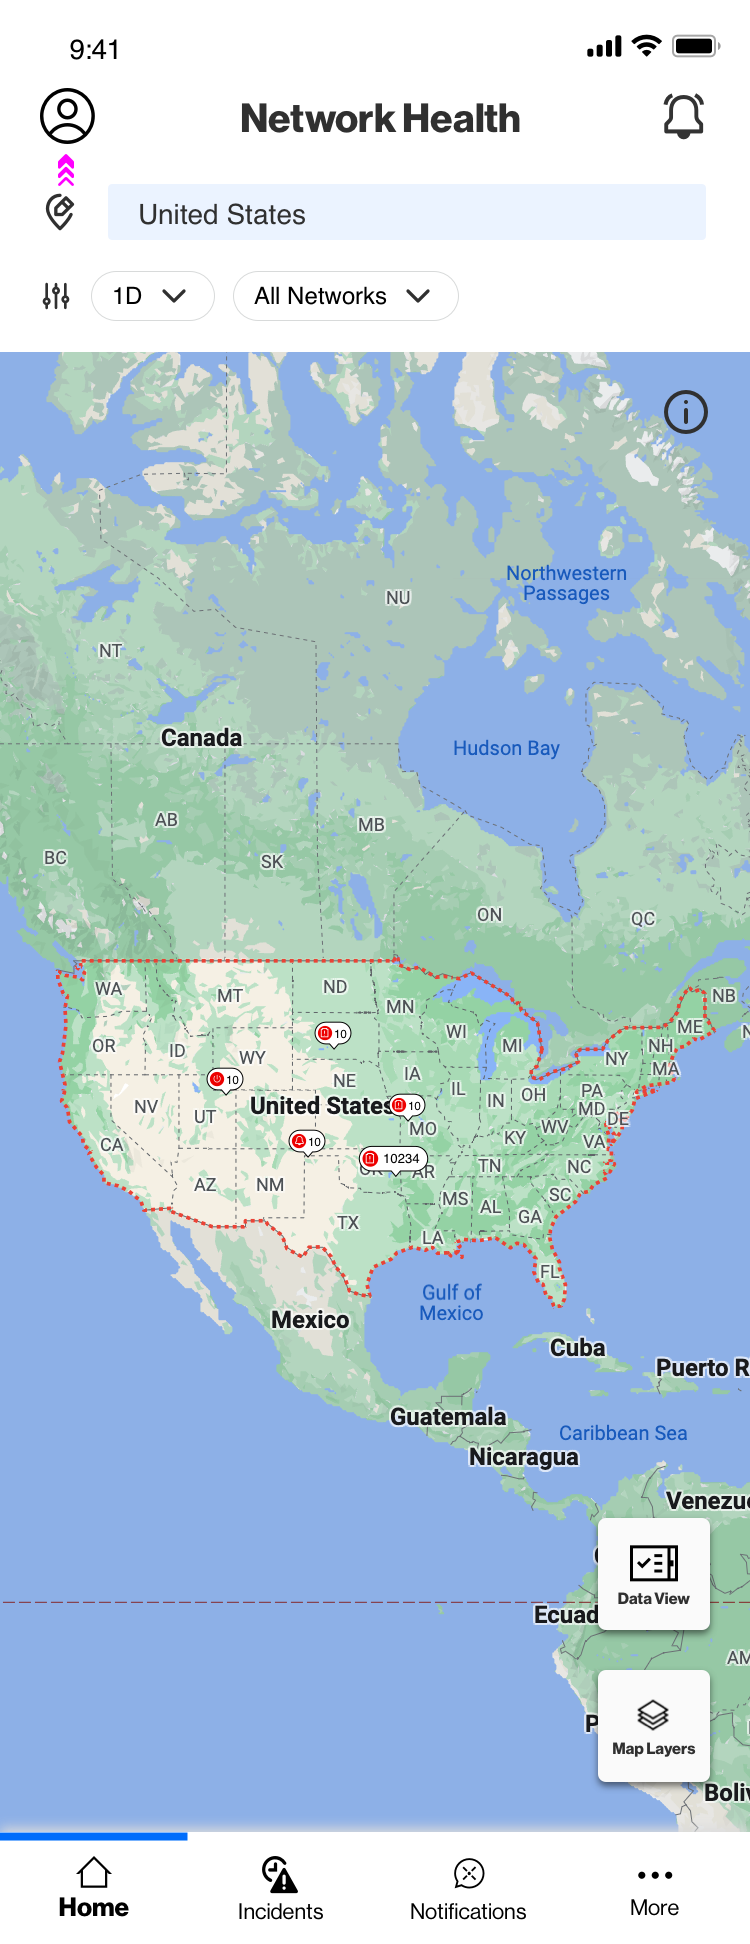 9:41
Network Health
United States
1D
All Networks
Northwestern
Passages
NU
NT
Canada
Hudson Bay
AB
MB
BC
SK
ON
QC
WA
MT
ND
MN
NB
OR
ID
WY
10
WI
MI
ME
NH
NY
MA
10
NE
IA
IL
IN
OH
PA
MD
DE
NV
UT
United States
10
MO
WV
VA
KY
CA
10
10234
AR
TN
NC
AZ
NM
MS
AL
SC
GA
TX
LA
FL
Gulf of
Mexico
Mexico
Cuba
Puerto R
Guatemala
Caribbean Sea
Nicaragua
Venezue
Data View
Ecuad
AM
P
Map Layers
Boliv
Home
Incidents
Notifications
More